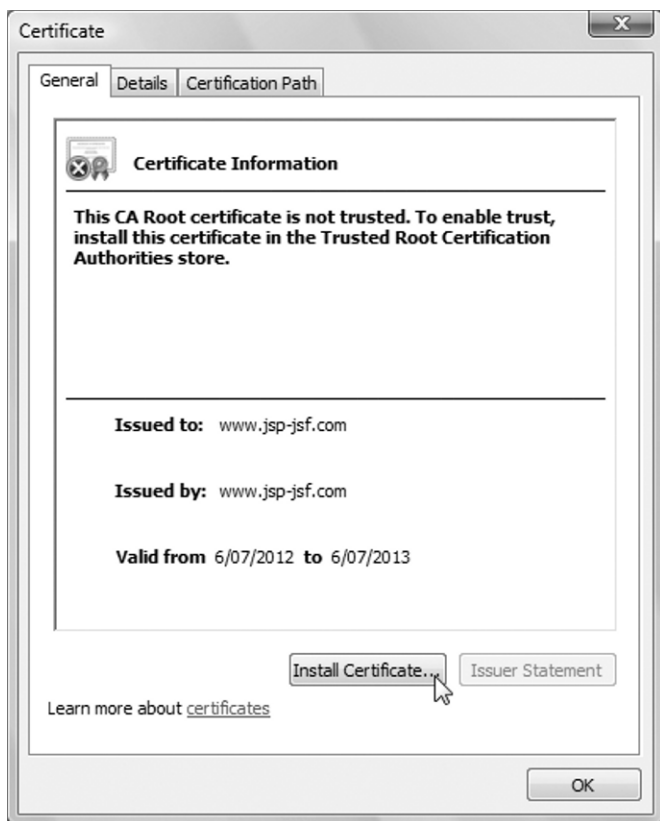 Certificate
X
General Details Certification Path
Certificate Information
This CA Root certificate is not trusted. To enable trust,
install this certificate in the Trusted Root Certification
Authorities store.
Issued to: www.jsp-jsf.com
Issued by: www.jsp-jsf.com
Valid from 6/07/2012 to 6/07/2013
Install Certificate... Issuer Statement
Learn more about certificates
OK